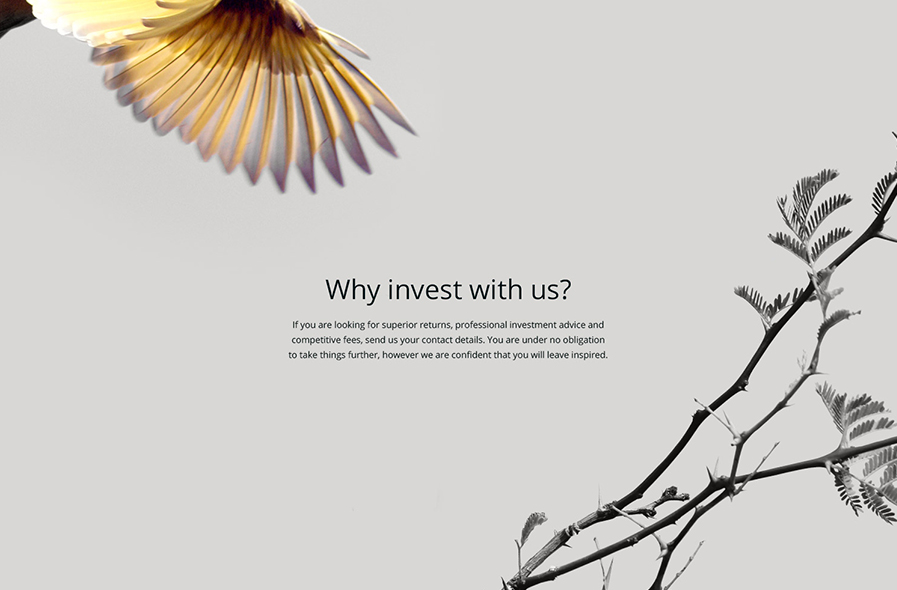 Why invest with us?
If you are looking for superior returns, professional investment advice and
competitive fees, send us your contact details. You are under no obligation
to take things further, however we are confident that you will leave inspired.